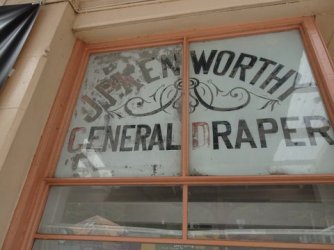 J. KENWORTHY
GENERAL DRAPER